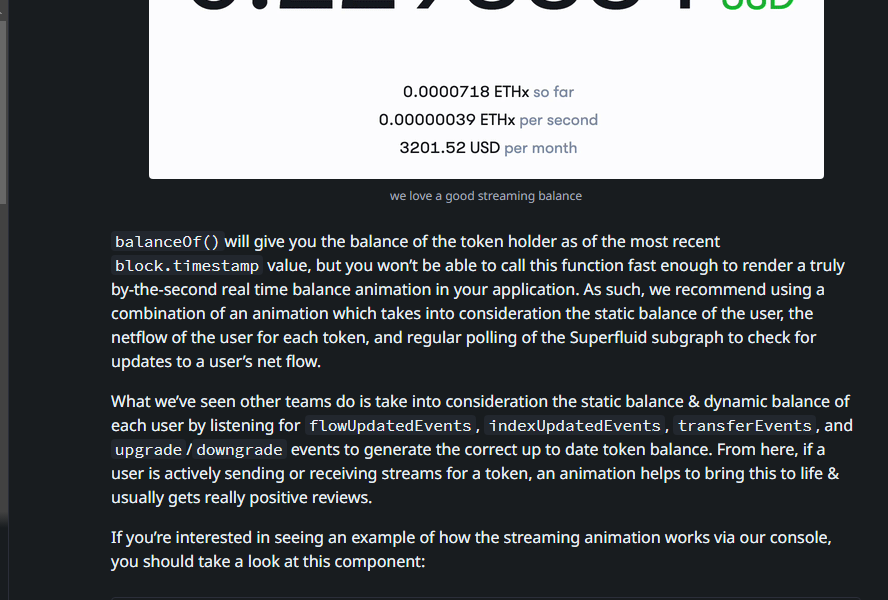 USD
0.0000718 ETHx so far
0.00000039 ETHx per second
3201.52 USD per month
we love a good streaming balance
balanceOf() will give you the balance of the token holder as of the most recent
block.timestamp value, but you won’t be able to call this function fast enough to render a truly
by-the-second real time balance animation in your application. As such, we recommend using a
combination of an animation which takes into consideration the static balance of the user, the
netflow of the user for each token, and regular polling of the Superfluid subgraph to check for
updates to a user’s net flow.
What we’ve seen other teams do is take into consideration the static balance & dynamic balance of
each user by listening for flowUpdatedEvents, indexUpdatedEvents, transferEvents, and
upgrade/downgrade events to generate the correct up to date token balance. From here, if a
user is actively sending or receiving streams for a token, an animation helps to bring this to life &
usually gets really positive reviews.
If you’re interested in seeing an example of how the streaming animation works via our console,
you should take a look at this component: